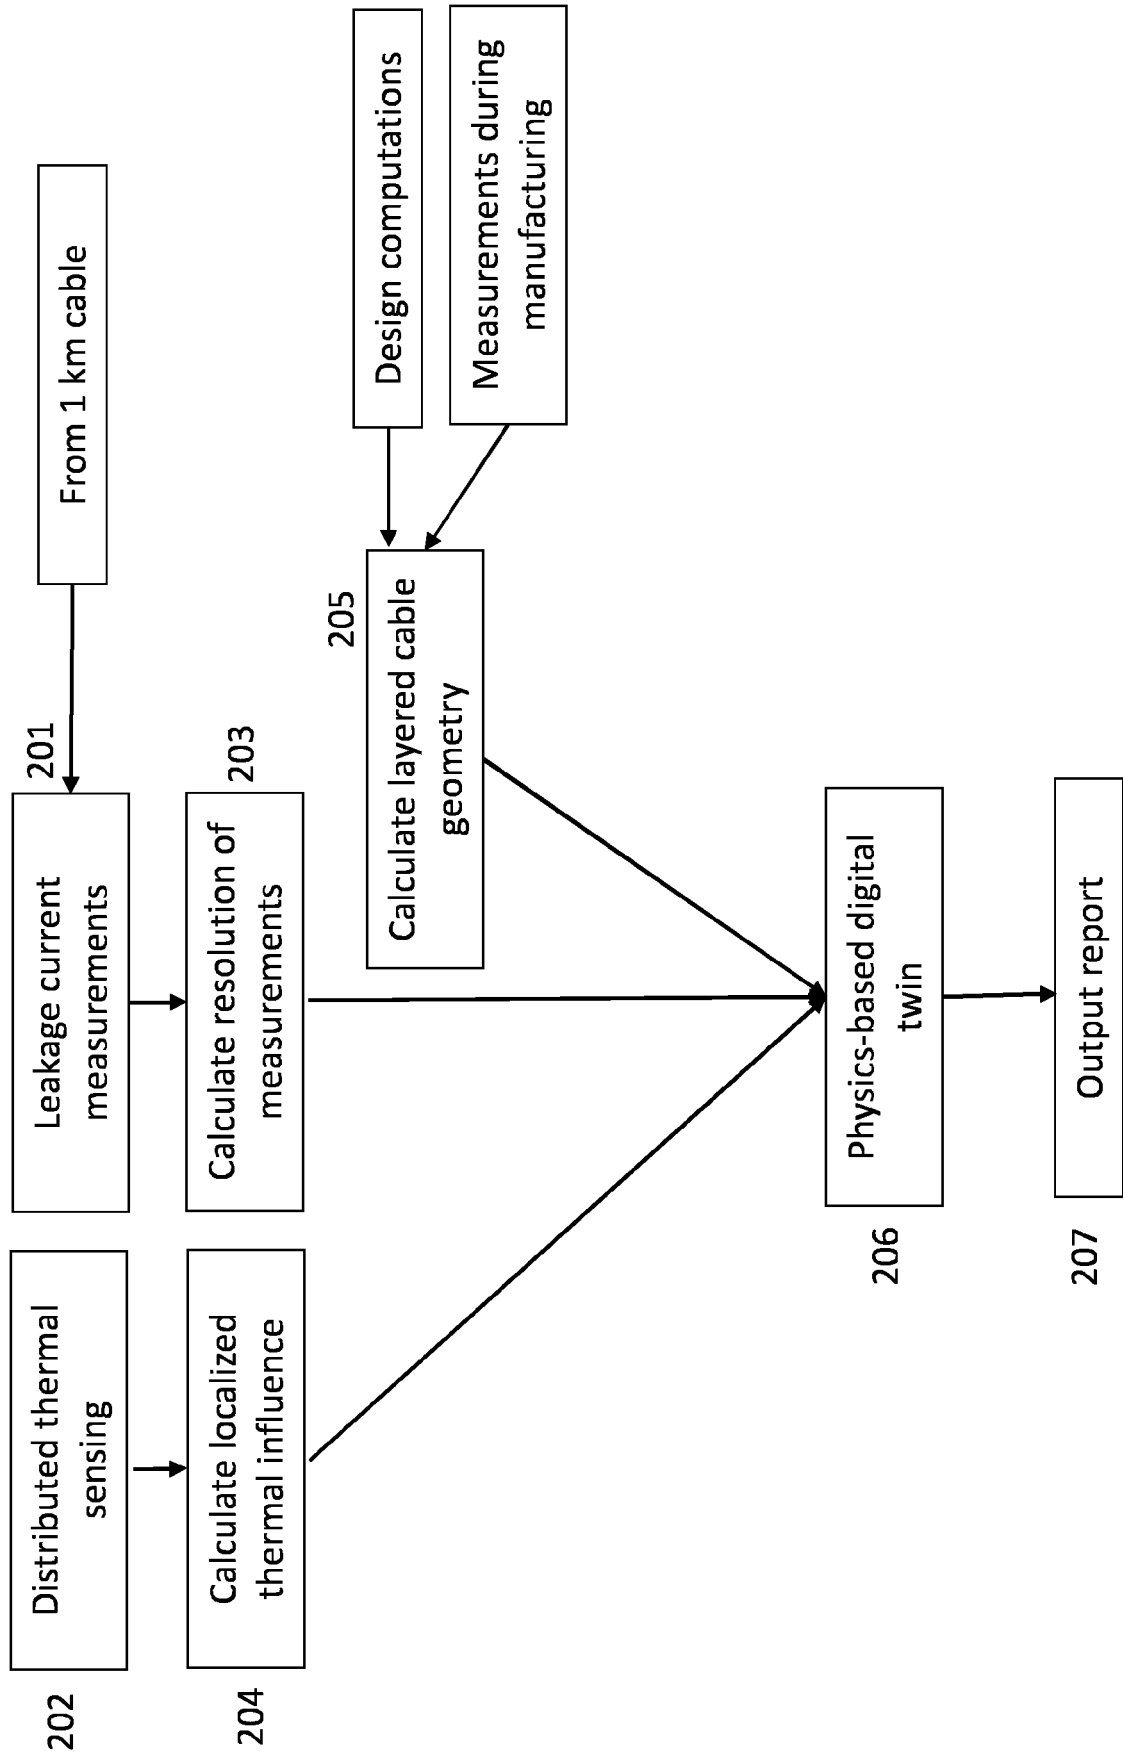 202
Distributed thermal
sensing
Leakage current
measurements
201
From 1 km cable
204
Calculate localized
thermal influence
Calculate resolution of
measurements
203
205
Calculate layered cable
geometry
Design computations
Measurements during
manufacturing
206
Physics-based digital
twin
207
Output report